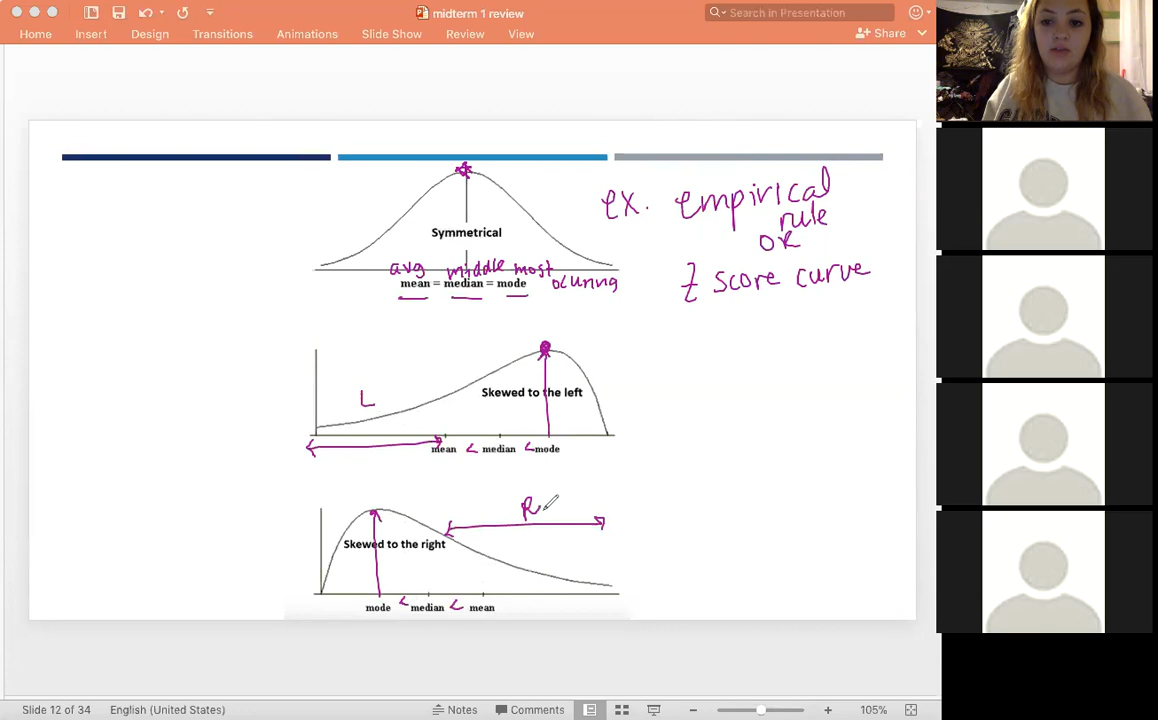 midterm 1 review
Search in Presentation
Home Insert Design Transitions Animations Slide Show Review View
Share
ex. empirical
rule
OR
Z score curve
Symmetrical
avg middle most
ocurring
mean = median = mode
L
Skewed to the left
mean < median < mode
R
Skewed to the right
mode < median < mean
Slide 12 of 34 English (United States) Notes Comments 105%